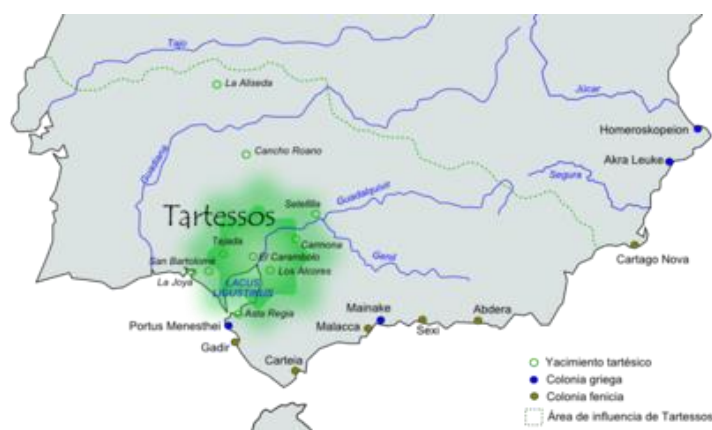 Tajo
La Aliseda
Júcar
Homeroskopeion
Akra Leuke
Cancho Roano
Guadiana
Segura
Setefilla
Guadalquivir
Tartessos
Carmona
Tejada
Genil
San Bartolomé
El Carambolo
Los Alcores
Cartago Nova
La Joya
LACUS
LIGUSTINUS
Asta Regia
Portus Menesthei
Mainake
Abdera
Malacca
Sexi
Gadir
Carteia
Yacimiento tartésico
Colonia griega
Colonia fenicia
Área de influencia de Tartessos